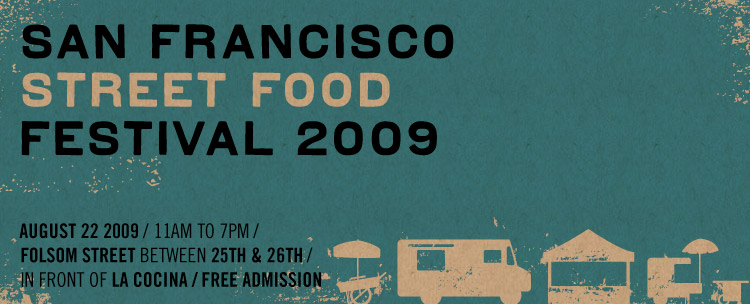 SAN FRANCISCO
STREET FOOD
FESTIVAL 2009
AUGUST 22 2009 / 11AM TO 7PM /
FOLSOM STREET BETWEEN 25TH & 26TH /
IN FRONT OF LA COCINA / FREE ADMISSION